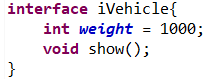 interface iVehicle{
    int weight = 1000;
    void show();
}